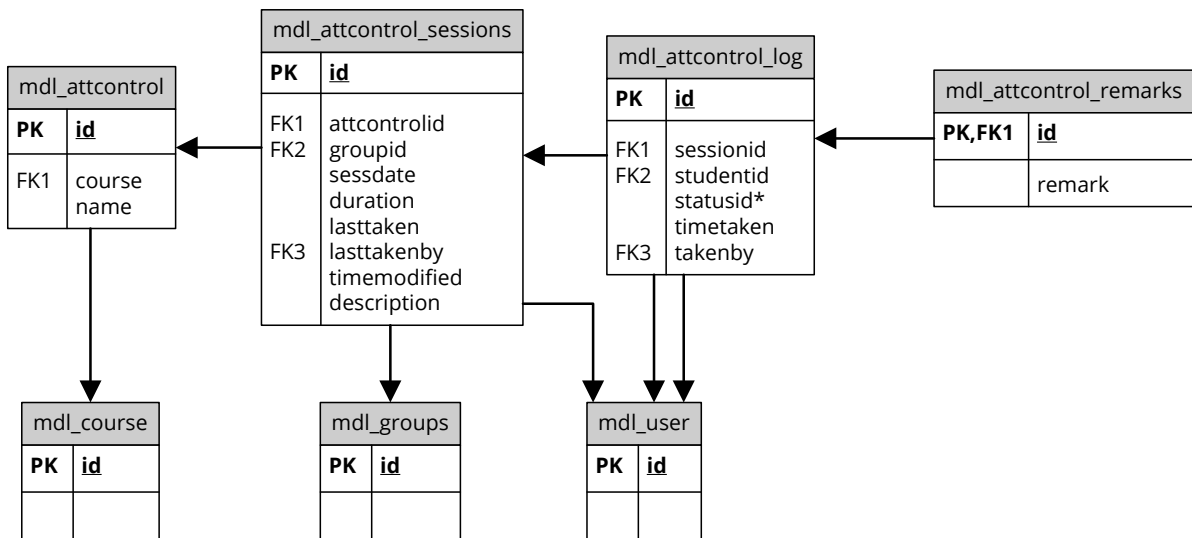 mdl_attcontrol
PK id
FK1 course
name
mdl_attcontrol_sessions
PK id
FK1 attcontrolid
FK2 groupid
sessdate
duration
lasttaken
FK3 lasttakenby
timemodified
description
mdl_attcontrol_log
PK id
FK1 sessionid
FK2 studentid
statusid*
timetaken
FK3 takenby
mdl_attcontrol_remarks
PK,FK1 id
remark
mdl_course
PK id
mdl_groups
PK id
mdl_user
PK id